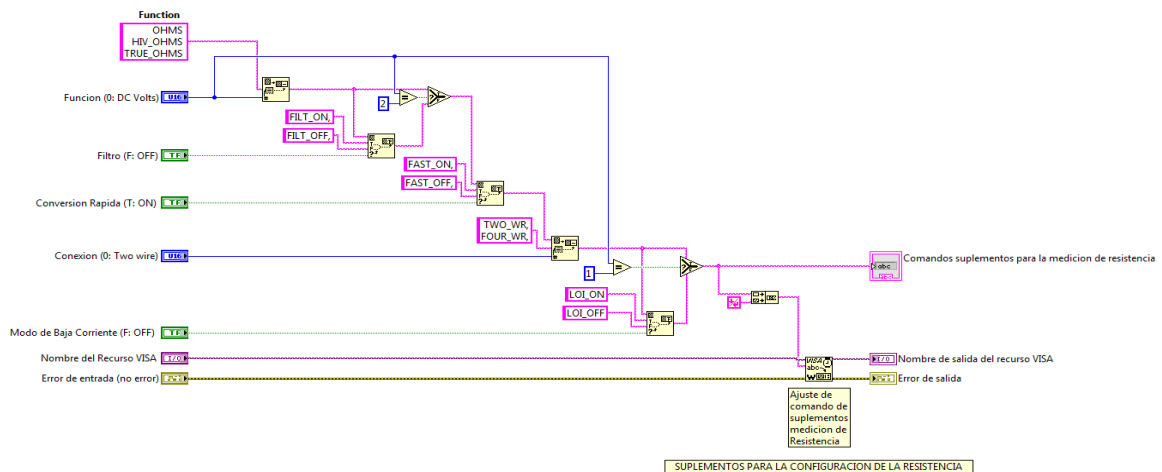 Function
OHMS
HIV_OHMS
TRUE_OHMS
Funcion (0: DC Volts)
U16
2
FILT_ON,
FILT_OFF,
Filtro (F: OFF)
TF
FAST_ON,
FAST_OFF,
Conversion Rapida (T: ON)
TF
TWO_WR,
FOUR_WR,
Conexion (0: Two wire)
U16
1
Comandos suplementos para la medicion de resistencia
abc
LOI_ON
LOI_OFF
Modo de Baja Corriente (F: OFF)
TF
Nombre del Recurso VISA
I/O
VISA
abc
W
Nombre de salida del recurso VISA
I/O
Error de entrada (no error)
Error de salida
Ajuste de
comando de
suplementos
medicion de
Resistencia
SUPLEMENTOS PARA LA CONFIGURACION DE LA RESISTENCIA